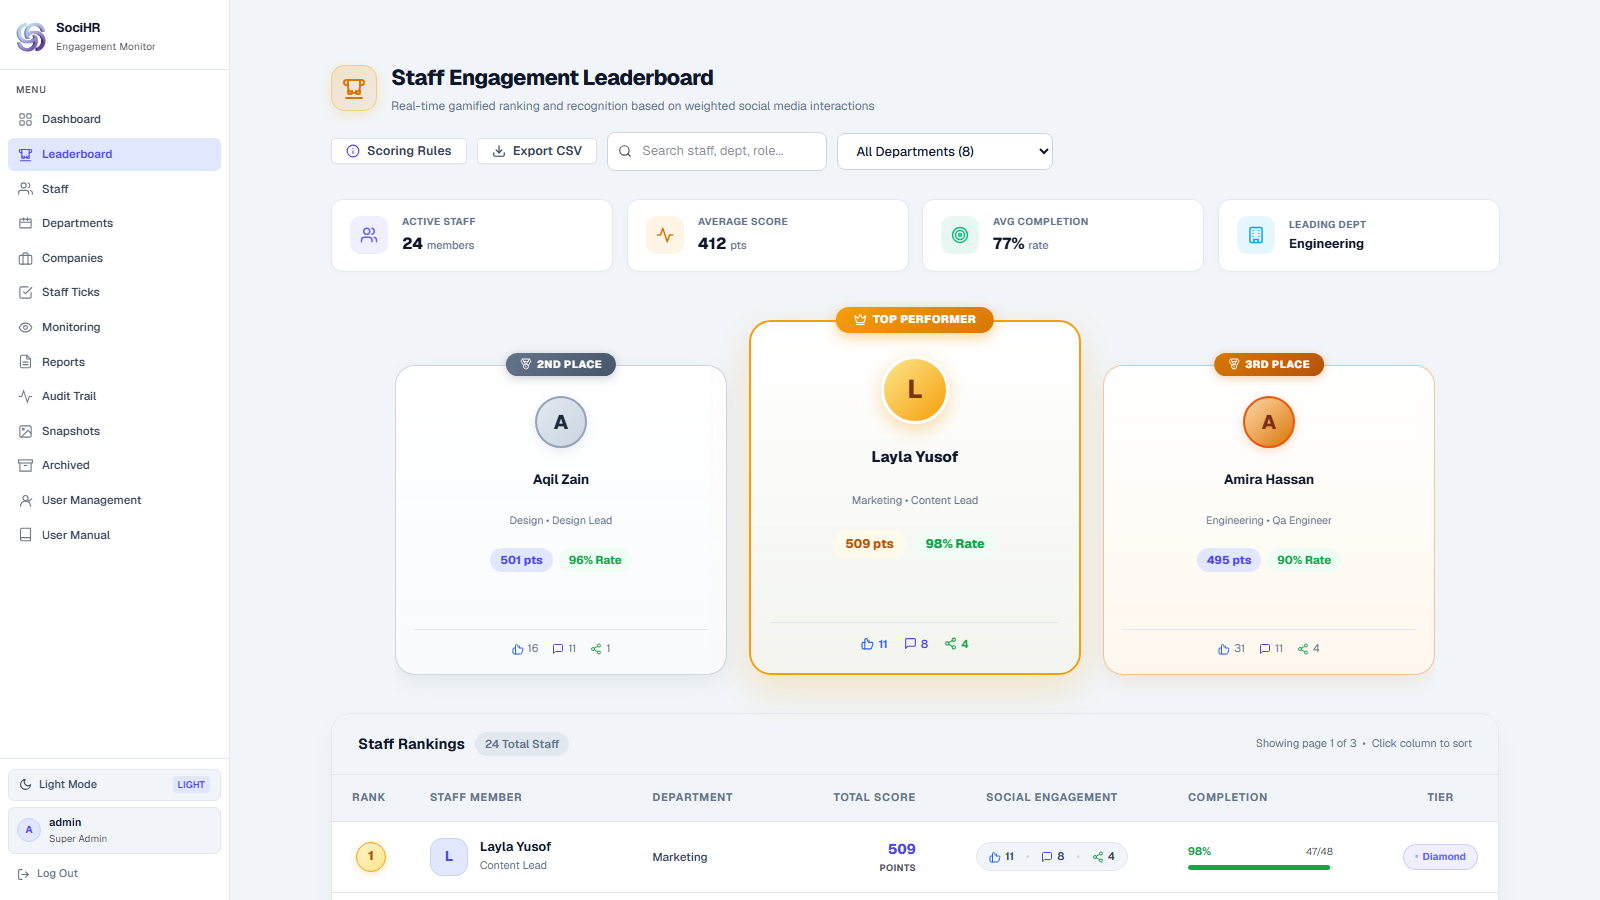 SociHR
Engagement Monitor
MENU
Dashboard
Leaderboard
Staff
Departments
Companies
Staff Ticks
Monitoring
Reports
Audit Trail
Snapshots
Archived
User Management
User Manual
Light Mode
LIGHT
A
admin
Super Admin
Log Out
Staff Engagement Leaderboard
Real-time gamified ranking and recognition based on weighted social media interactions
Scoring Rules
Export CSV
Search staff, dept, role...
All Departments (8)
ACTIVE STAFF
24 members
AVERAGE SCORE
412 pts
AVG COMPLETION
77% rate
LEADING DEPT
Engineering
2ND PLACE
A
Aqil Zain
Design • Design Lead
501 pts
96% Rate
16
11
1
TOP PERFORMER
L
Layla Yusof
Marketing • Content Lead
509 pts
98% Rate
11
8
4
3RD PLACE
A
Amira Hassan
Engineering • Qa Engineer
495 pts
90% Rate
31
11
4
Staff Rankings
24 Total Staff
Showing page 1 of 3 • Click column to sort
RANK
STAFF MEMBER
DEPARTMENT
TOTAL SCORE
SOCIAL ENGAGEMENT
COMPLETION
TIER
1
L
Layla Yusof
Content Lead
Marketing
509
POINTS
11 • 8 • 4
98%
47/48
Diamond